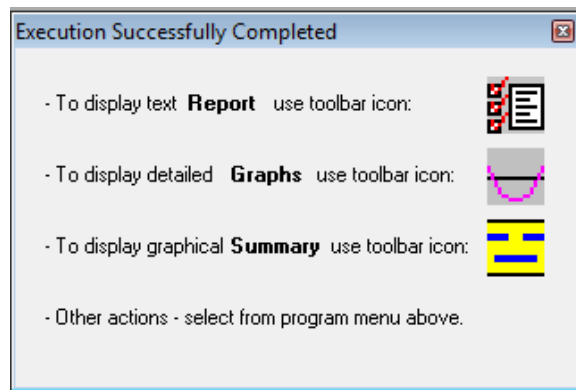 Execution Successfully Completed
- To display text Report use toolbar icon:
- To display detailed Graphs use toolbar icon:
- To display graphical Summary use toolbar icon:
- Other actions - select from program menu above.